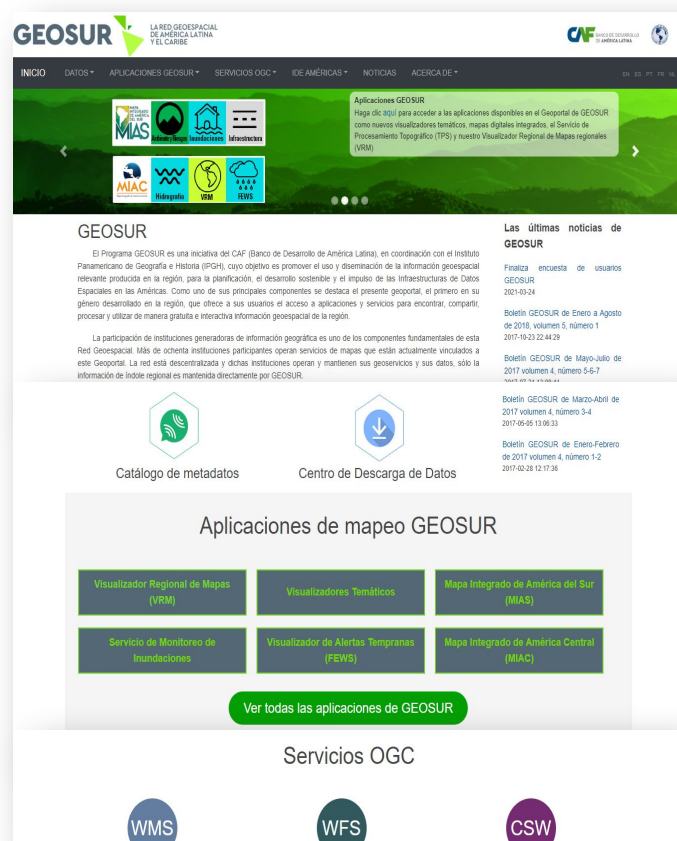 GEOSUR
LA RED GEOESPACIAL
DE AMÉRICA LATINA
Y EL CARIBE
CAF BANCO DE DESARROLLO
DE AMÉRICA LATINA
INICIO DATOS APLICACIONES GEOSUR SERVICIOS OGC IDE AMÉRICAS NOTICIAS ACERCA DE EN ES PT FR NL
MAPA
INTEGRADO
DE AMÉRICA
DEL SUR
MIAS
Inundaciones
Infraestructura
MIAC
Hidrografía
VRM
FEWS
Aplicaciones GEOSUR
Haga clic aquí para acceder a las aplicaciones disponibles en el Geoportal de GEOSUR
como nuevos visualizadores temáticos, mapas digitales integrados, el Servicio de
Procesamiento Topográfico (TPS) y nuestro Visualizador Regional de Mapas regionales
(VRM)
GEOSUR
El Programa GEOSUR es una iniciativa del CAF (Banco de Desarrollo de América Latina), en coordinación con el Instituto
Panamericano de Geografía e Historia (IPGH), cuyo objetivo es promover el uso y diseminación de la información geoespacial
relevante producida en la región, para la planificación, el desarrollo sostenible y el impulso de las Infraestructuras de Datos
Espaciales en las Américas. Como uno de sus principales componentes se destaca el presente geoportal, el primero en su
género desarrollado en la región, que ofrece a sus usuarios el acceso a aplicaciones y servicios para encontrar, compartir,
procesar y utilizar de manera gratuita e interactiva información geoespacial de la región.
La participación de instituciones generadoras de información geográfica es uno de los componentes fundamentales de esta
Red Geoespacial. Más de ochenta instituciones participantes operan servicios de mapas que están actualmente vinculados a
este Geoportal. La red está descentralizada y dichas instituciones operan y mantienen sus geoservicios y sus datos, sólo la
información de índole regional es mantenida directamente por GEOSUR.
Las últimas noticias de
GEOSUR
Finaliza encuesta de usuarios
GEOSUR
2021-03-24
Boletín GEOSUR de Enero a Agosto
de 2018, volumen 5, número 1
2017-10-23 22:44:29
Boletín GEOSUR de Mayo-Julio de
2017 volumen 4, número 5-6-7
Boletín GEOSUR de Marzo-Abril de
2017 volumen 4, número 3-4
2017-05-05 13:06:33
Boletín GEOSUR de Enero-Febrero
de 2017 volumen 4, número 1-2
2017-02-28 12:17:36
Catálogo de metadatos
Centro de Descarga de Datos
Aplicaciones de mapeo GEOSUR
Visualizador Regional de Mapas
(VRM)
Visualizadores Temáticos
Mapa Integrado de América del Sur
(MIAS)
Servicio de Monitoreo de
Inundaciones
Visualizador de Alertas Tempranas
(FEWS)
Mapa Integrado de América Central
(MIAC)
Ver todas las aplicaciones de GEOSUR
Servicios OGC
WMS
WFS
CSW